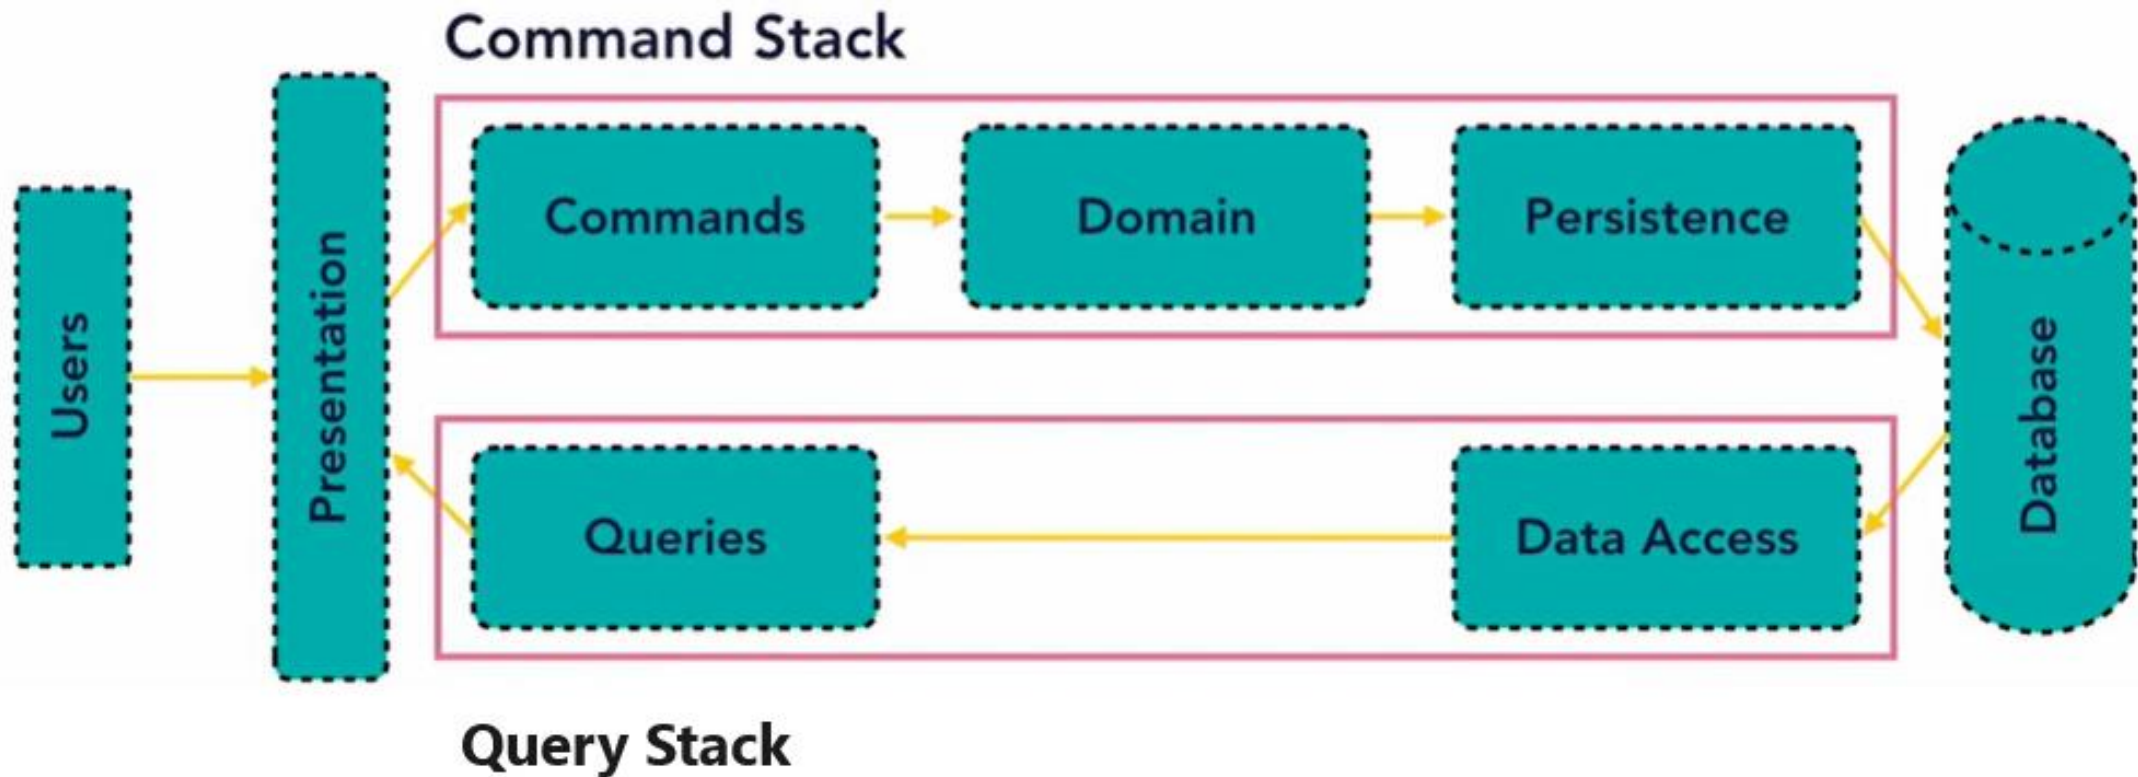 Command Stack
Users
Presentation
Commands
Domain
Persistence
Database
Queries
Data Access
Query Stack